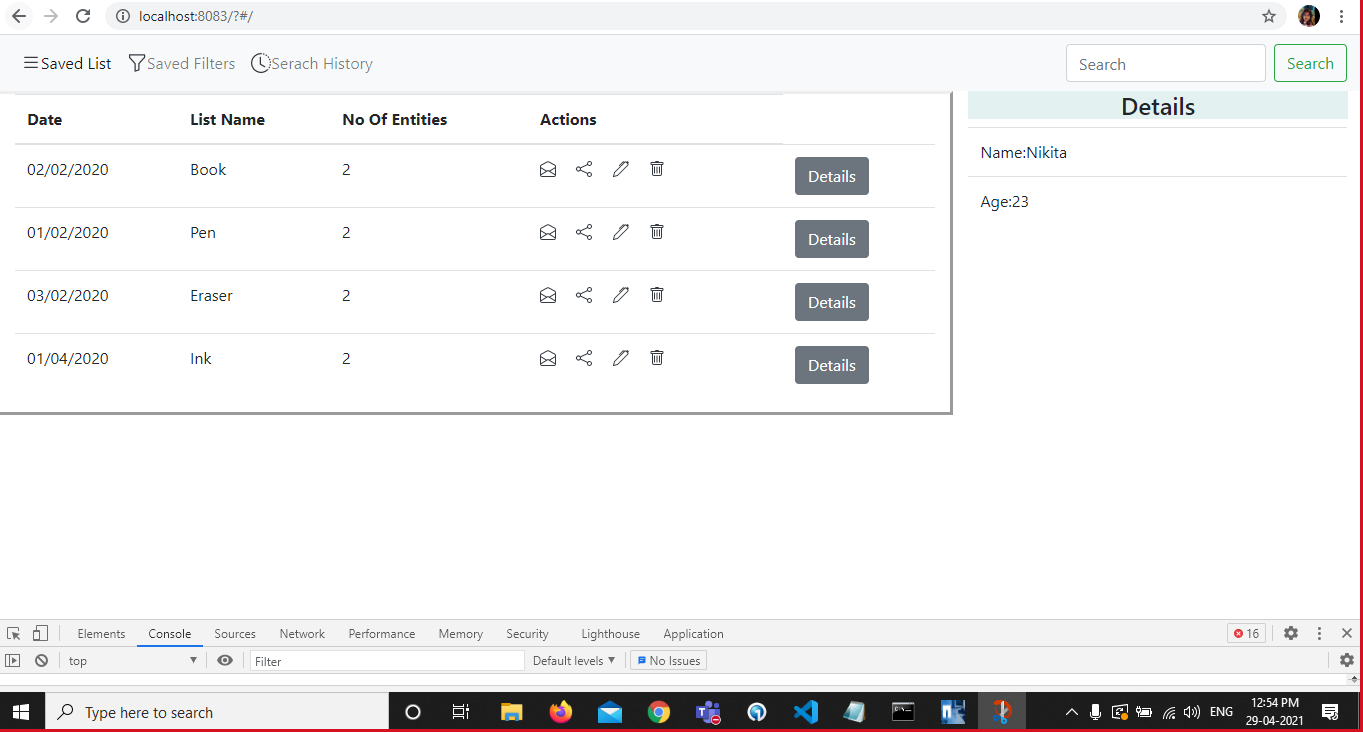 localhost:8083/?#/
Saved List Saved Filters Serach History Search Search
Date List Name No Of Entities Actions
02/02/2020 Book 2 Details
01/02/2020 Pen 2 Details
03/02/2020 Eraser 2 Details
01/04/2020 Ink 2 Details
Details
Name:Nikita
Age:23
Elements Console Sources Network Performance Memory Security Lighthouse Application 16
top Filter Default levels No Issues
Type here to search
ENG
12:54 PM
29-04-2021